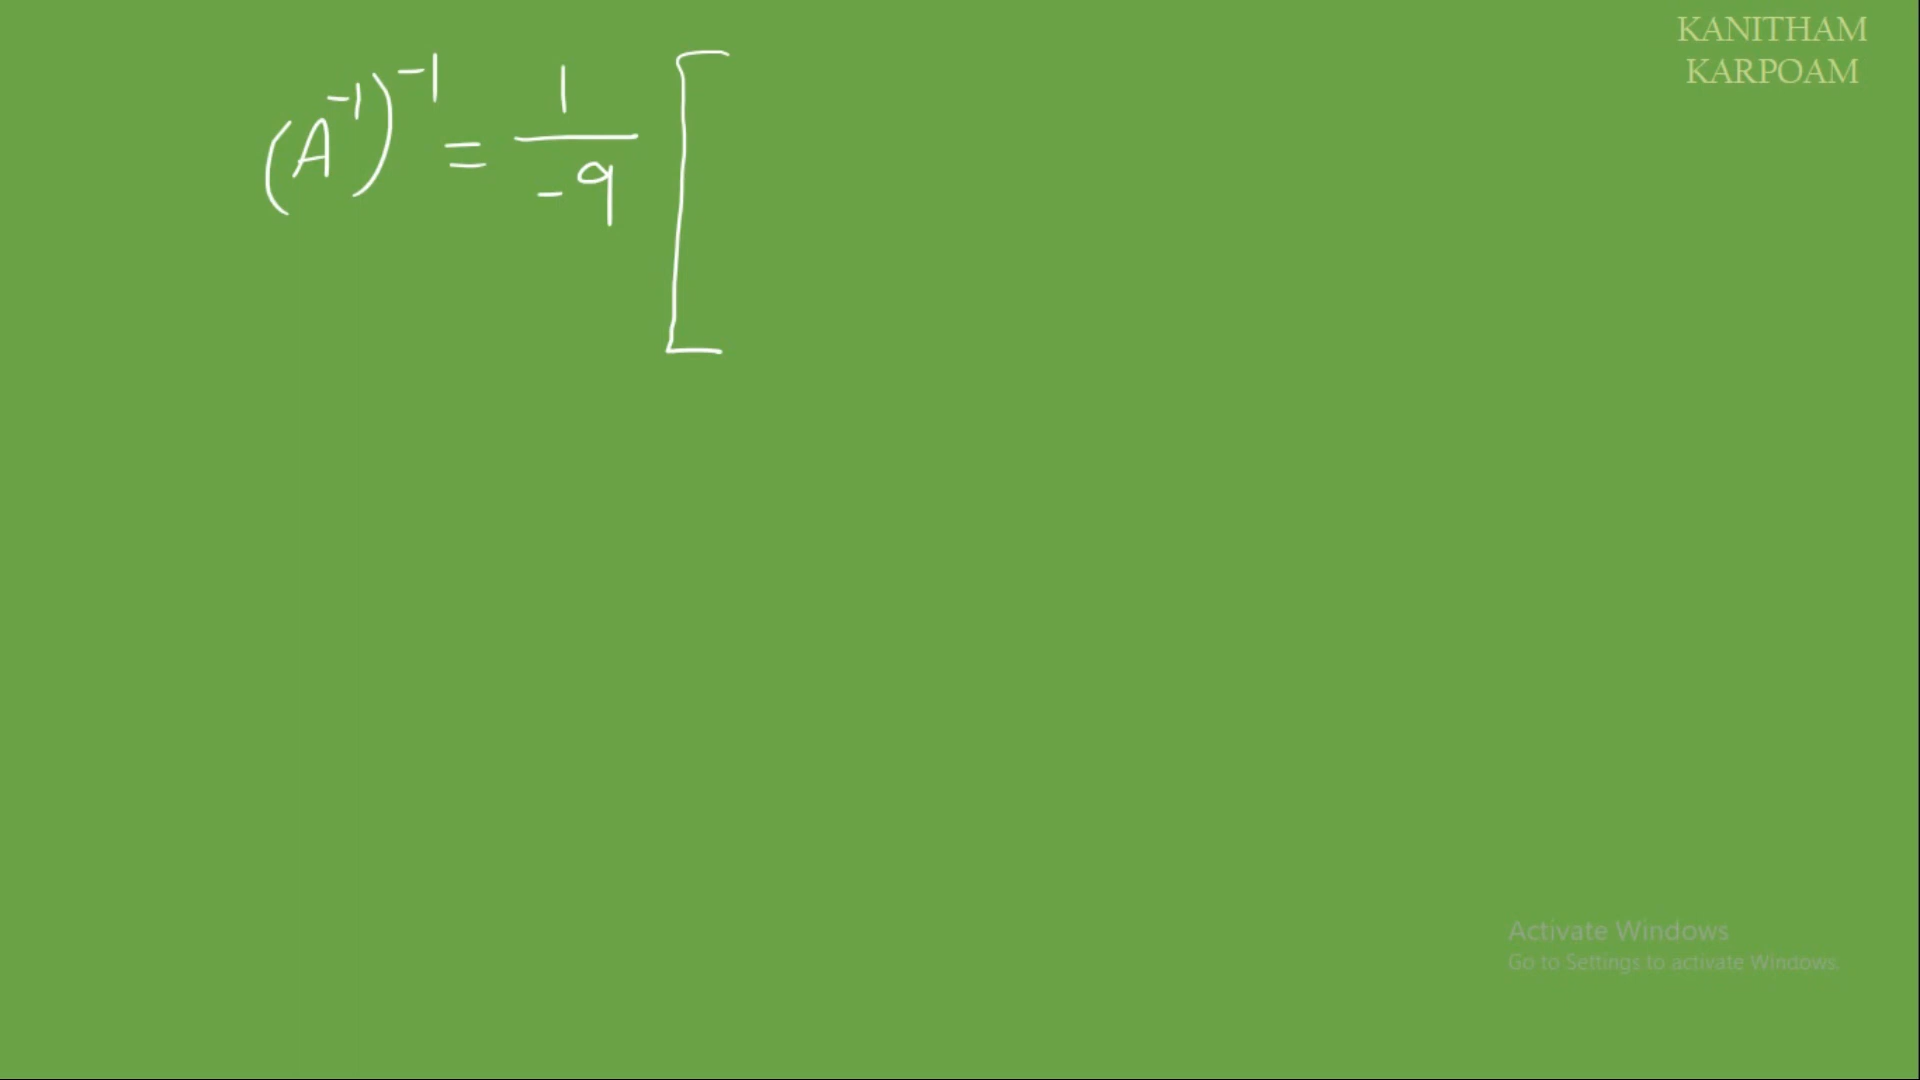 KANITHAM
KARPOAM
(A⁻¹)⁻¹ = 1/-9 [
Activate Windows
Go to Settings to activate Windows.